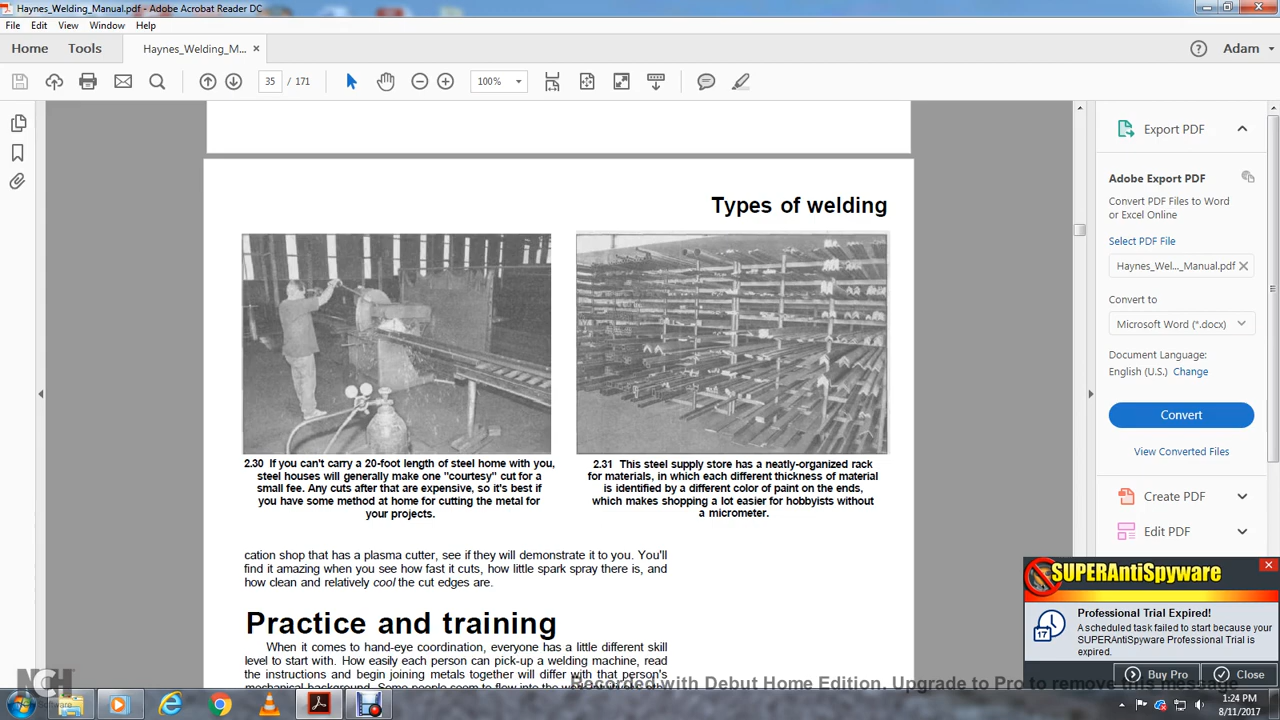 Haynes_Welding_Manual.pdf - Adobe Acrobat Reader DC
File Edit View Window Help
Home Tools Haynes_Welding_M... × Adam
35 / 171 100%
Export PDF
Adobe Export PDF
Convert PDF Files to Word
or Excel Online
Select PDF File
Haynes_Wel..._Manual.pdf ×
Convert to
Microsoft Word (*.docx)
Document Language:
English (U.S.) Change
Convert
View Converted Files
Create PDF
Edit PDF
Types of welding
2.30 If you can't carry a 20-foot length of steel home with you,
steel houses will generally make one "courtesy" cut for a
small fee. Any cuts after that are expensive, so it's best if
you have some method at home for cutting the metal for
your projects.
2.31 This steel supply store has a neatly-organized rack
for materials, in which each different thickness of material
is identified by a different color of paint on the ends,
which makes shopping a lot easier for hobbyists without
a micrometer.
cation shop that has a plasma cutter, see if they will demonstrate it to you. You'll
find it amazing when you see how fast it cuts, how little spark spray there is, and
how clean and relatively cool the cut edges are.
Practice and training
When it comes to hand-eye coordination, everyone has a little different skill
level to start with. How easily each person can pick-up a welding machine, read
the instructions and begin joining metals together will differ with that person's
SUPERAntiSpyware
17
Professional Trial Expired!
A scheduled task failed to start because your
SUPERAntiSpyware Professional Trial is
expired.
Buy Pro Close
NCH
Software
Recorded with Debut Home Edition. Upgrade to Pro to remove this message
1:24 PM
8/11/2017